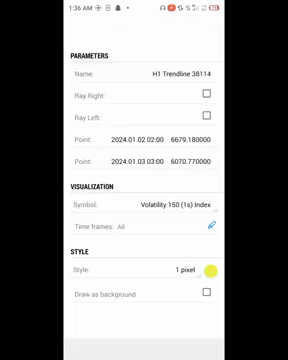 1:36 AM
PARAMETERS
Name: H1 Trendline 38114
Ray Right:
Ray Left:
Point: 2024.01.02 02:00 6679.180000
Point: 2024.01.03 03:00 6070.770000
VISUALIZATION
Symbol: Volatility 150 (1s) Index
Time frames: All
STYLE
Style: 1 pixel
Draw as background